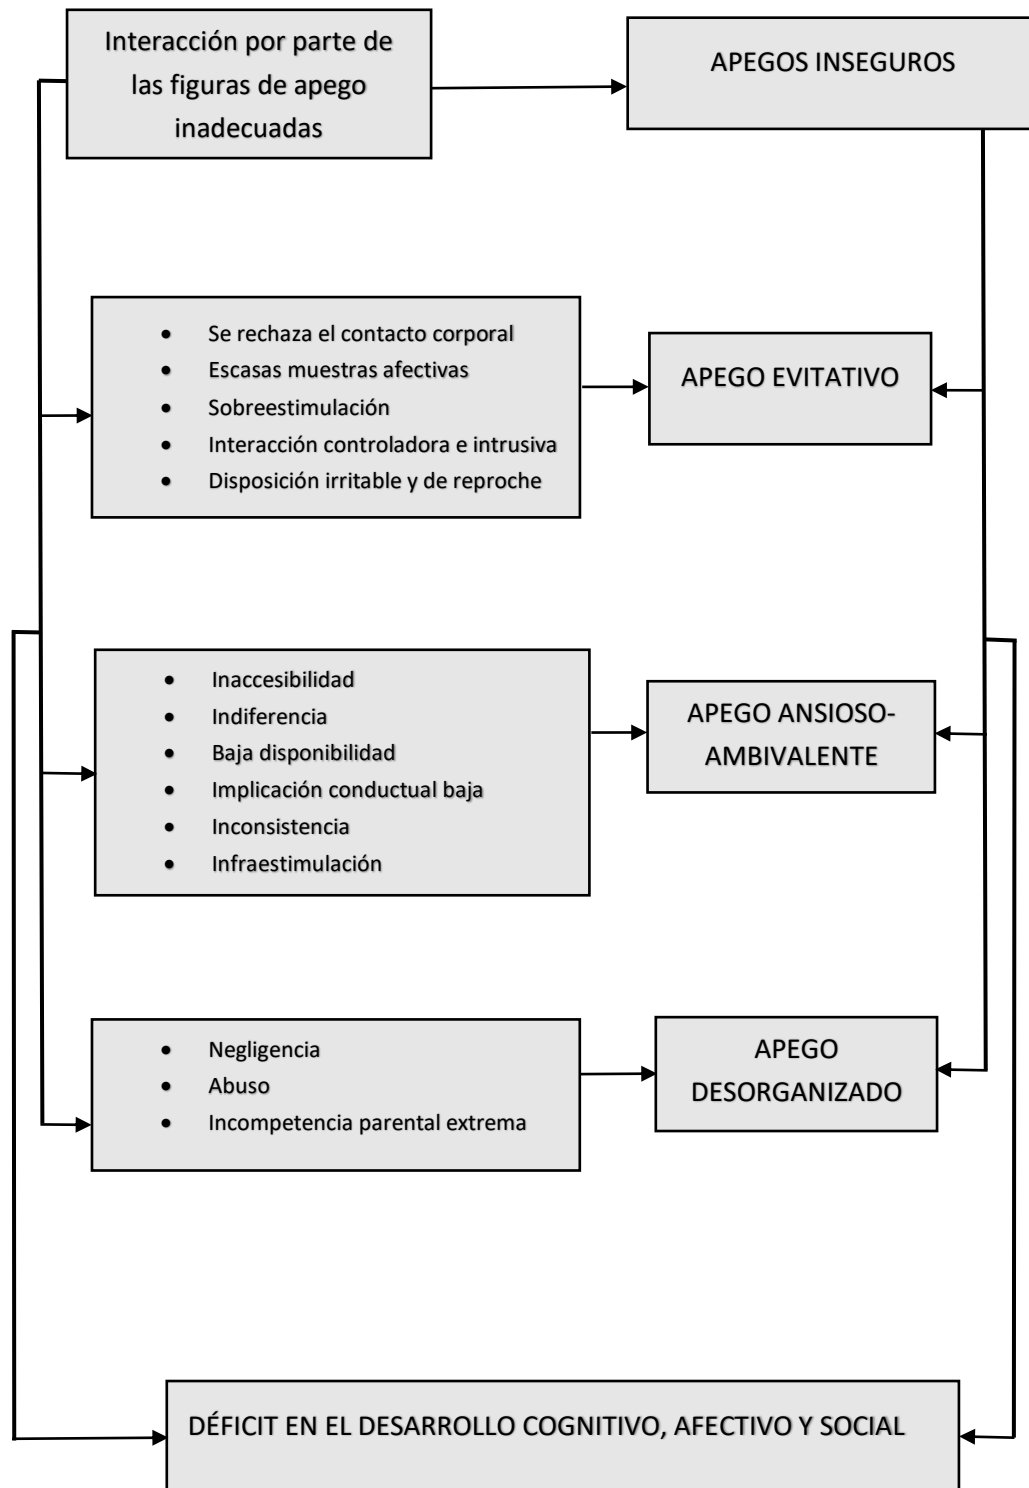 Interacción por parte de
las figuras de apego
inadecuadas
APEGOS INSEGUROS
• Se rechaza el contacto corporal
• Escasas muestras afectivas
• Sobreestimulación
• Interacción controladora e intrusiva
• Disposición irritable y de reproche
APEGO EVITATIVO
• Inaccesibilidad
• Indiferencia
• Baja disponibilidad
• Implicación conductual baja
• Inconsistencia
• Infraestimulación
APEGO ANSIOSO-
AMBIVALENTE
• Negligencia
• Abuso
• Incompetencia parental extrema
APEGO
DESORGANIZADO
DÉFICIT EN EL DESARROLLO COGNITIVO, AFECTIVO Y SOCIAL